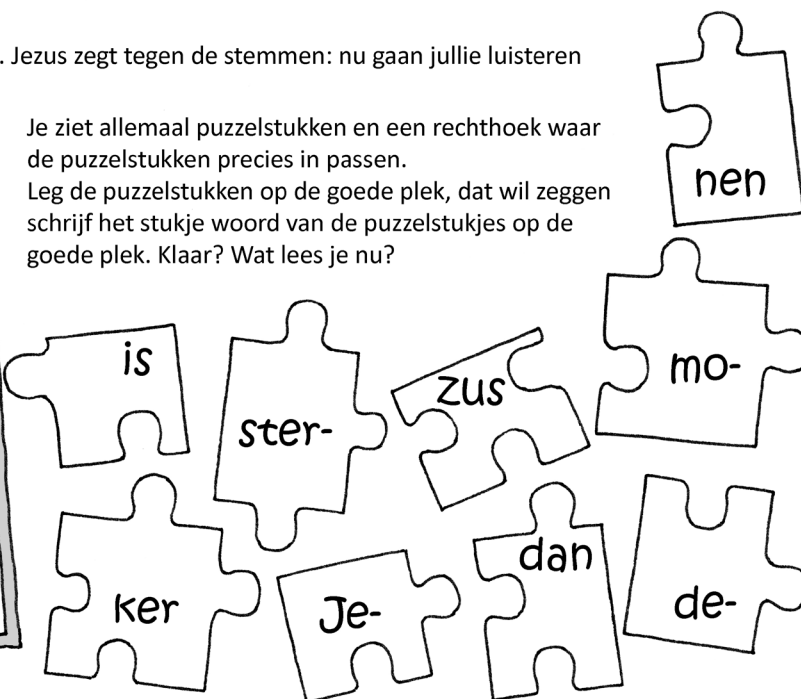 . Jezus zegt tegen de stemmen: nu gaan jullie luisteren
Je ziet allemaal puzzelstukken en een rechthoek waar
de puzzelstukken precies in passen.
Leg de puzzelstukken op de goede plek, dat wil zeggen
schrijf het stukje woord van de puzzelstukjes op de
goede plek. Klaar? Wat lees je nu?
nen
is
ster-
zus
mo-
ker
Je-
dan
de-